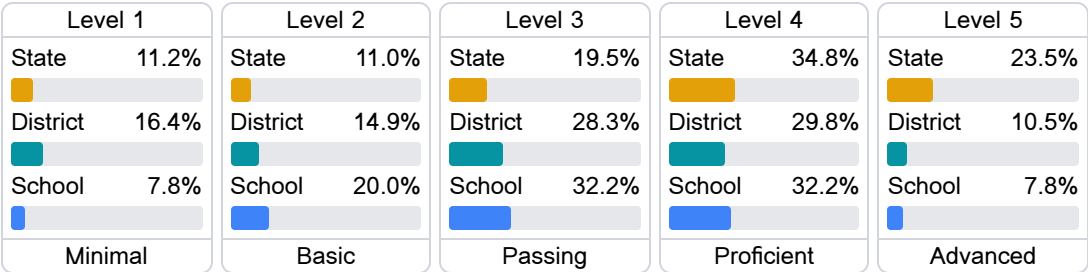 Level 1
State 11.2%
District 16.4%
School 7.8%
Minimal
Level 2
State 11.0%
District 14.9%
School 20.0%
Basic
Level 3
State 19.5%
District 28.3%
School 32.2%
Passing
Level 4
State 34.8%
District 29.8%
School 32.2%
Proficient
Level 5
State 23.5%
District 10.5%
School 7.8%
Advanced